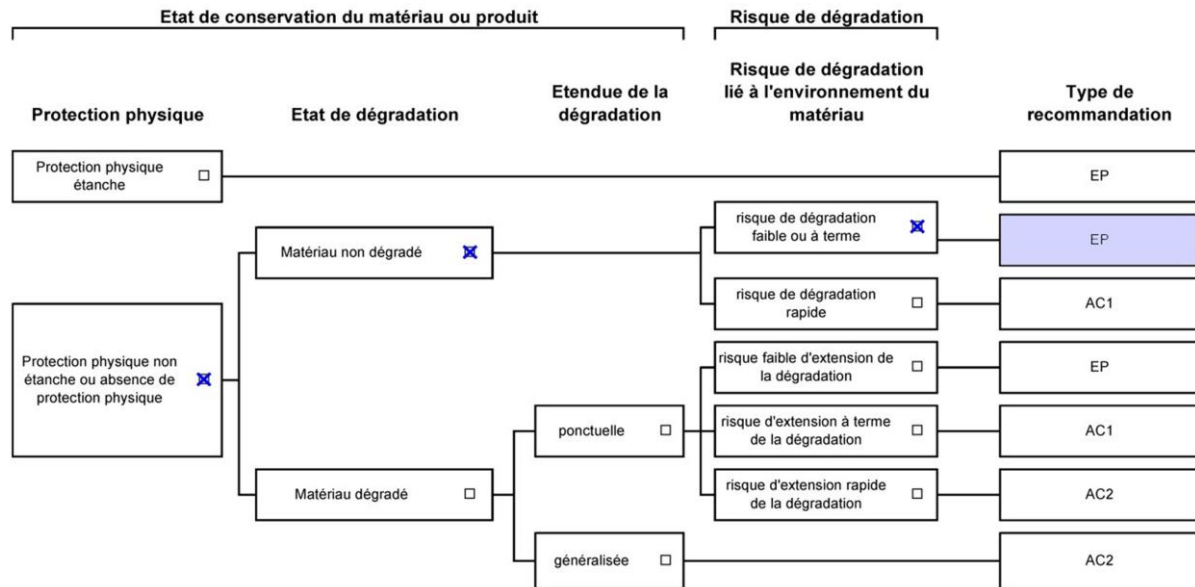 Etat de conservation du matériau ou produit
Risque de dégradation
Protection physique
Etat de dégradation
Etendue de la
dégradation
Risque de dégradation
lié à l'environnement du
matériau
Type de
recommandation
Protection physique
étanche
EP
Matériau non dégradé
risque de dégradation
faible ou à terme
EP
risque de dégradation
rapide
AC1
Protection physique non
étanche ou absence de
protection physique
risque faible d'extension de
la dégradation
EP
ponctuelle
risque d'extension à terme
de la dégradation
AC1
Matériau dégradé
risque d'extension rapide
de la dégradation
AC2
généralisée
AC2